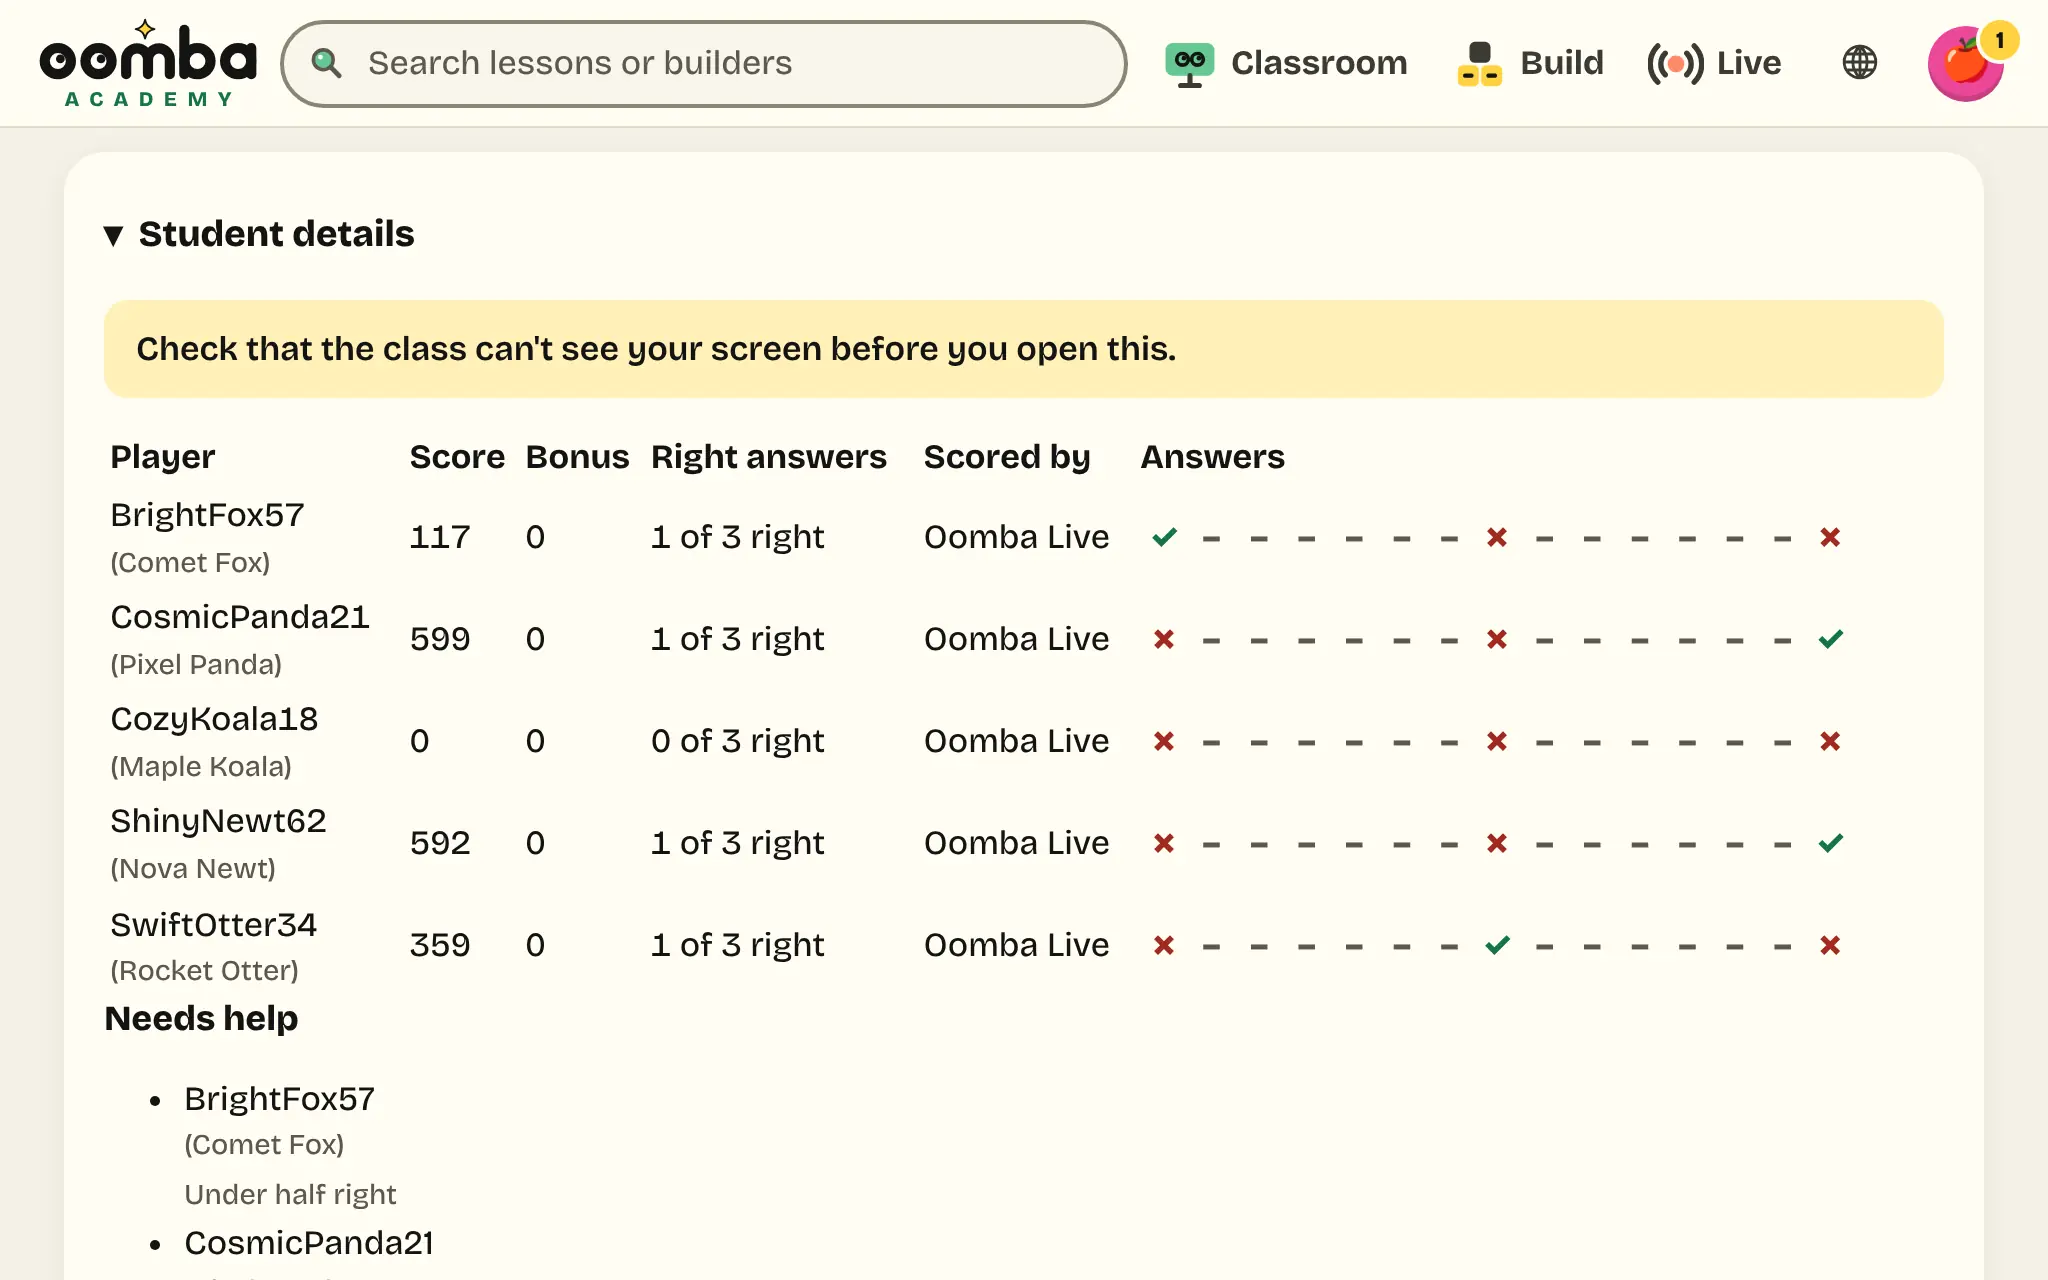 oomba
ACADEMY
Search lessons or builders
Classroom
Build
Live
1
▼ Student details
Check that the class can't see your screen before you open this.
Player Score Bonus Right answers Scored by Answers
BrightFox57
(Comet Fox)
117 0 1 of 3 right Oomba Live ✓ – – – – – – ✗ – – – – – – ✗
CosmicPanda21
(Pixel Panda)
599 0 1 of 3 right Oomba Live ✗ – – – – – – ✗ – – – – – – ✓
CozyKoala18
(Maple Koala)
0 0 0 of 3 right Oomba Live ✗ – – – – – – ✗ – – – – – – ✗
ShinyNewt62
(Nova Newt)
592 0 1 of 3 right Oomba Live ✗ – – – – – – ✗ – – – – – – ✓
SwiftOtter34
(Rocket Otter)
359 0 1 of 3 right Oomba Live ✗ – – – – – – ✓ – – – – – – ✗
Needs help
• BrightFox57
(Comet Fox)
Under half right
• CosmicPanda21